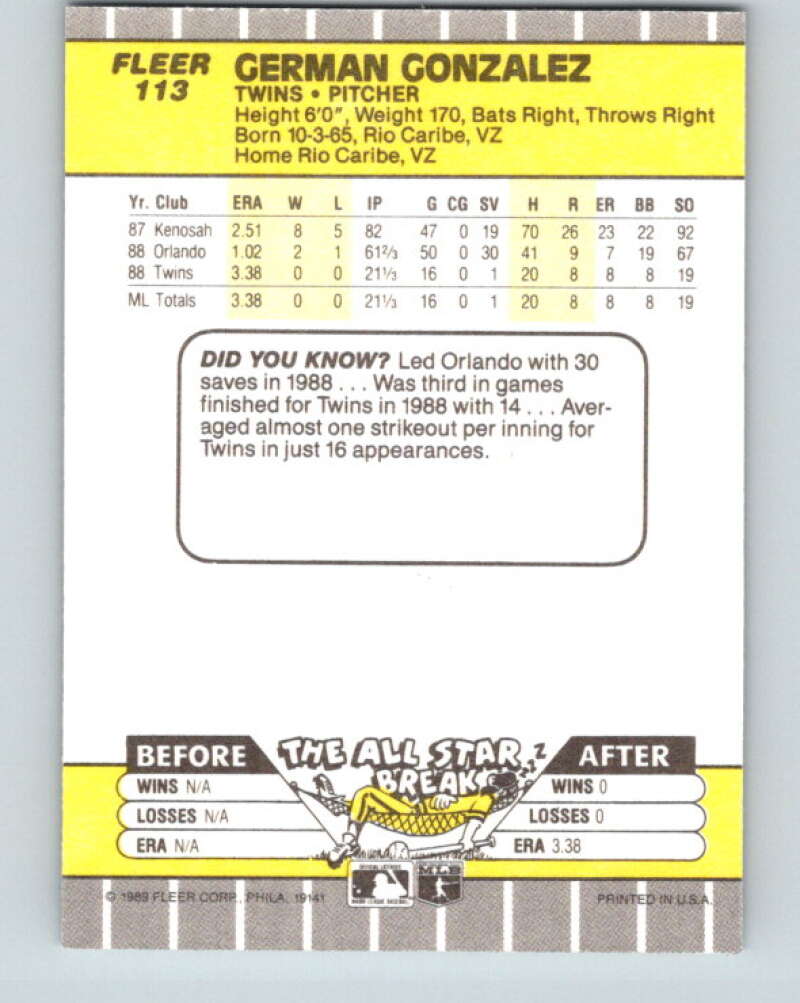 FLEER
113
GERMAN GONZALEZ
TWINS • PITCHER
Height 6'0", Weight 170, Bats Right, Throws Right
Born 10-3-65, Rio Caribe, VZ
Home Rio Caribe, VZ
Yr. Club ERA W L IP G CG SV H R ER BB SO
87 Kenosah 2.51 8 5 82 47 0 19 70 26 23 22 92
88 Orlando 1.02 2 1 61⅔ 50 0 30 41 9 7 19 67
88 Twins 3.38 0 0 21⅓ 16 0 1 20 8 8 8 19
ML Totals 3.38 0 0 21⅓ 16 0 1 20 8 8 8 19
DID YOU KNOW? Led Orlando with 30
saves in 1988 . . . Was third in games
finished for Twins in 1988 with 14 . . . Aver-
aged almost one strikeout per inning for
Twins in just 16 appearances.
BEFORE THE ALL STAR BREAK ZZZZ AFTER
WINS N/A WINS 0
LOSSES N/A LOSSES 0
ERA N/A ERA 3.38
MLB
© 1989 FLEER CORP., PHILA. 19141 PRINTED IN U.S.A.